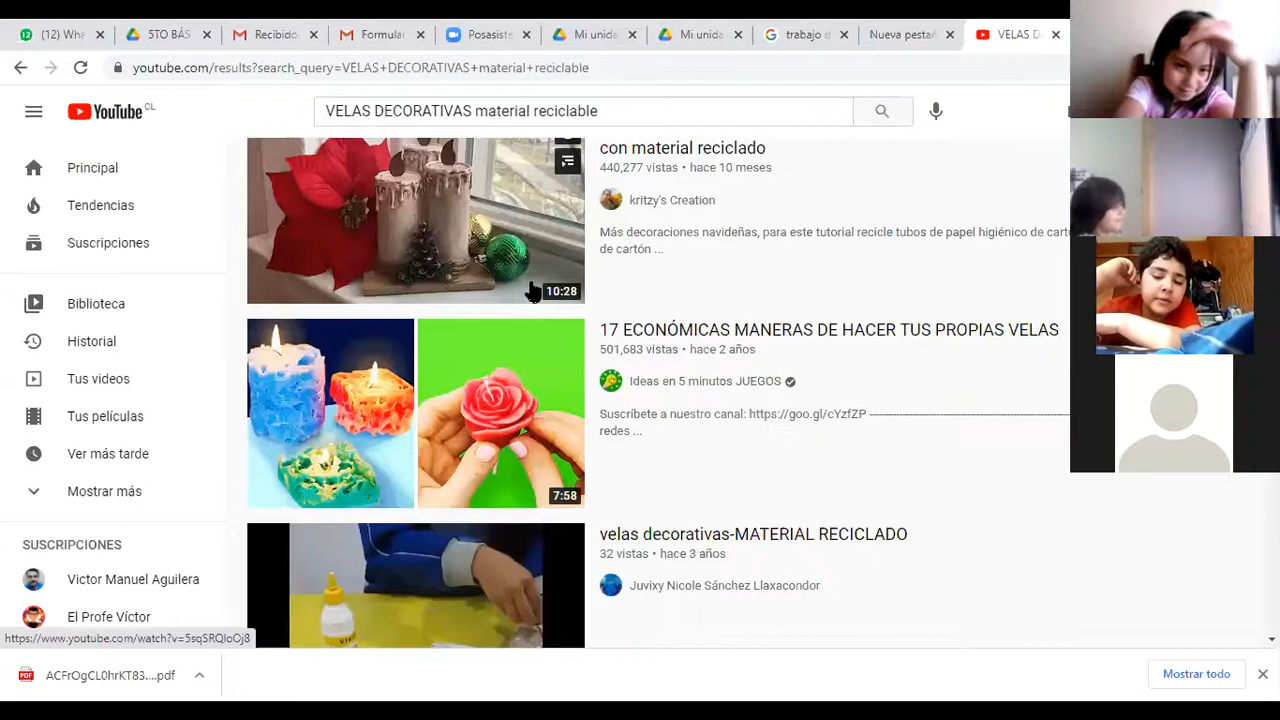 (12) Wha
5TO BÁS
Recibido
Formular
Posasiste
Mi unida
Mi unida
trabajo d
Nueva pestañ
VELAS D
youtube.com/results?search_query=VELAS+DECORATIVAS+material+reciclable
YouTube CL
VELAS DECORATIVAS material reciclable
Principal
Tendencias
Suscripciones
Biblioteca
Historial
Tus videos
Tus películas
Ver más tarde
Mostrar más
SUSCRIPCIONES
Victor Manuel Aguilera
El Profe Víctor
con material reciclado
440,277 vistas • hace 10 meses
kritzy's Creation
Más decoraciones navideñas, para este tutorial recicle tubos de papel higiénico de cart
de cartón ...
10:28
17 ECONÓMICAS MANERAS DE HACER TUS PROPIAS VELAS
501,683 vistas • hace 2 años
Ideas en 5 minutos JUEGOS
Suscríbete a nuestro canal: https://goo.gl/cYzfZP
redes ...
7:58
velas decorativas-MATERIAL RECICLADO
32 vistas • hace 3 años
Juvixy Nicole Sánchez Llaxacondor
https://www.youtube.com/watch?v=5sqSRQIoOj8
PDF
ACFrOgCL0hrKT83....pdf
Mostrar todo